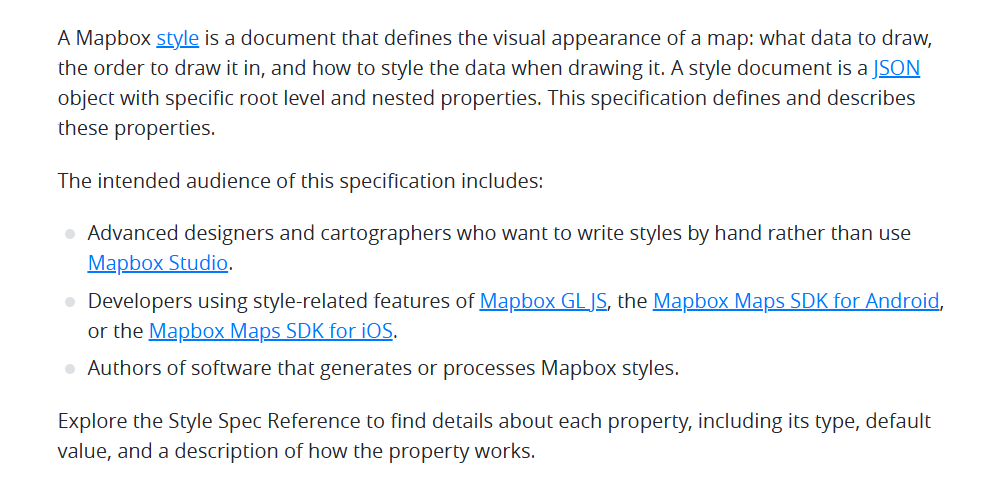 A Mapbox style is a document that defines the visual appearance of a map: what data to draw,
the order to draw it in, and how to style the data when drawing it. A style document is a JSON
object with specific root level and nested properties. This specification defines and describes
these properties.
The intended audience of this specification includes:
Advanced designers and cartographers who want to write styles by hand rather than use
Mapbox Studio.
Developers using style-related features of Mapbox GL JS, the Mapbox Maps SDK for Android,
or the Mapbox Maps SDK for iOS.
Authors of software that generates or processes Mapbox styles.
Explore the Style Spec Reference to find details about each property, including its type, default
value, and a description of how the property works.